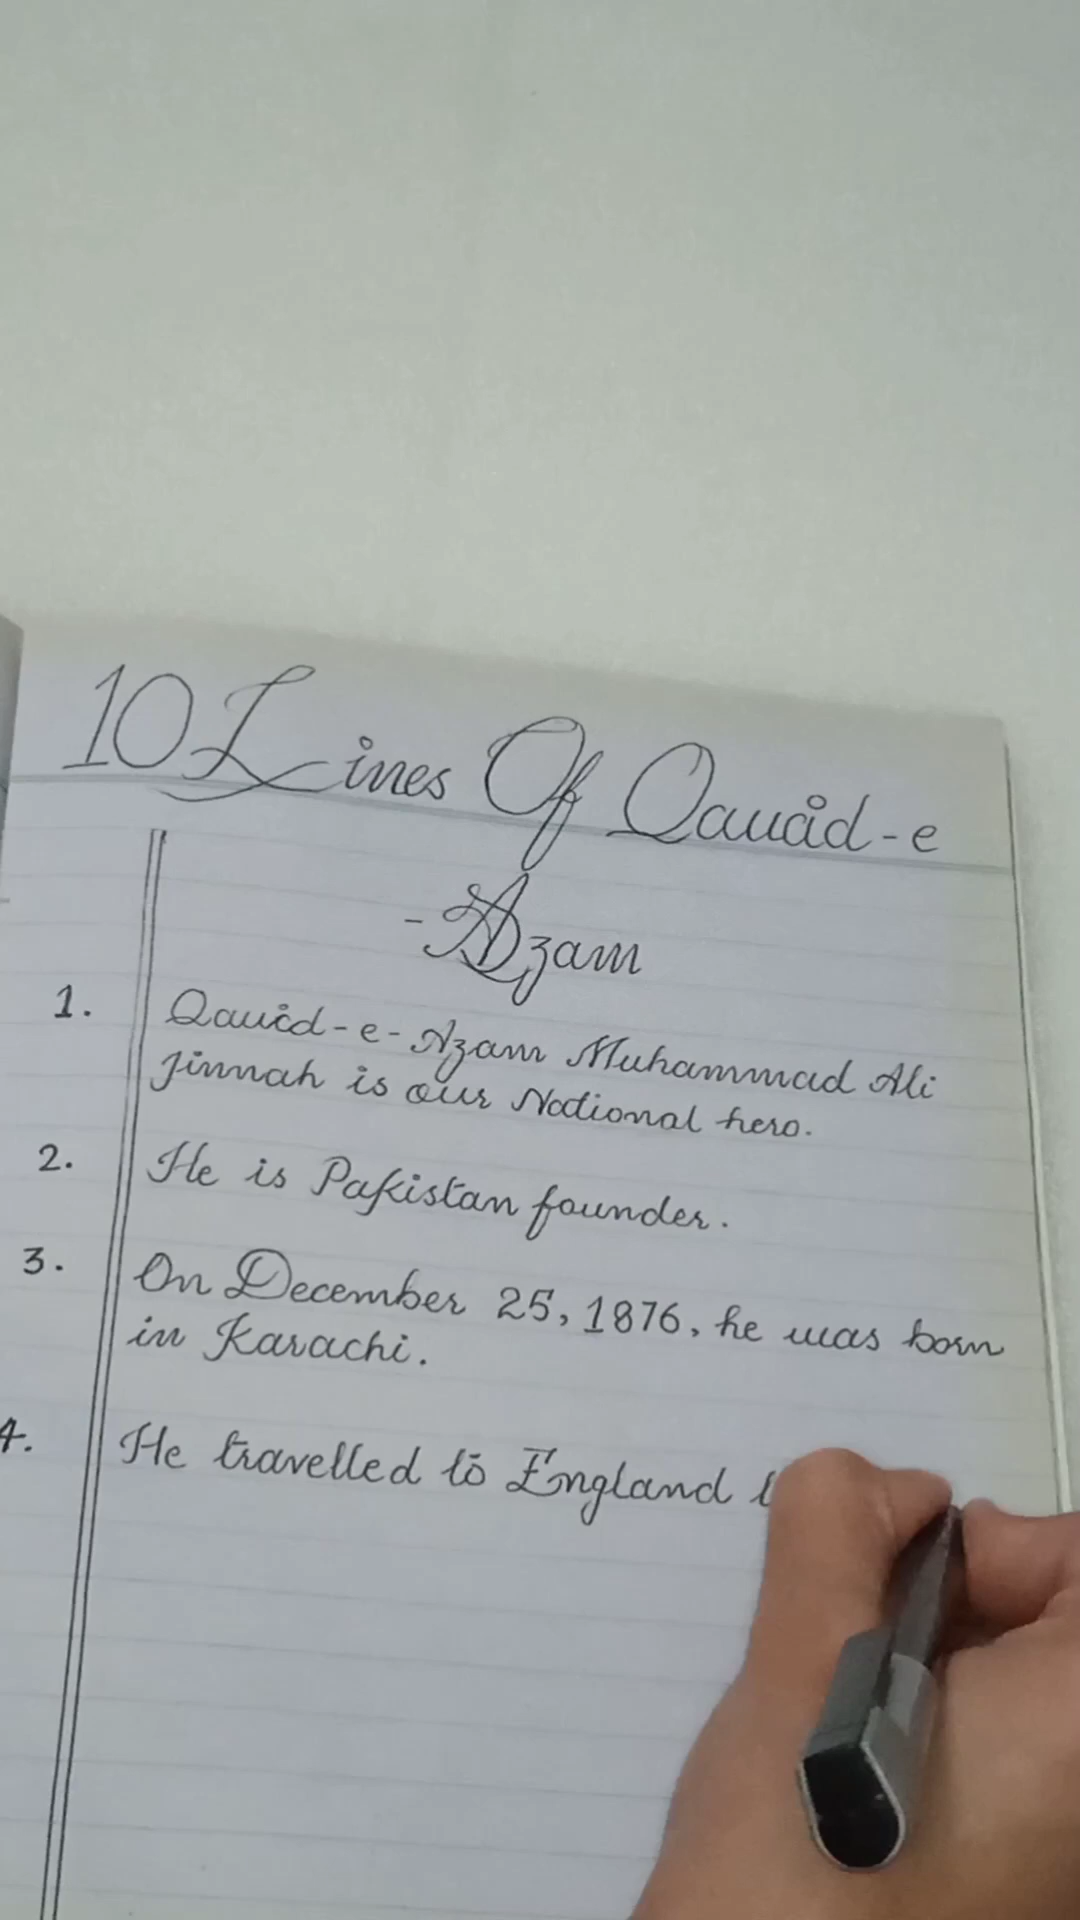 10 Lines Of Qauaid-e
-Azam
1. Qauid-e-Azam Muhammad Ali
Jinnah is our National hero.
2. He is Pakistan founder.
3. On December 25, 1876, he was born
in Karachi.
4. He travelled to England